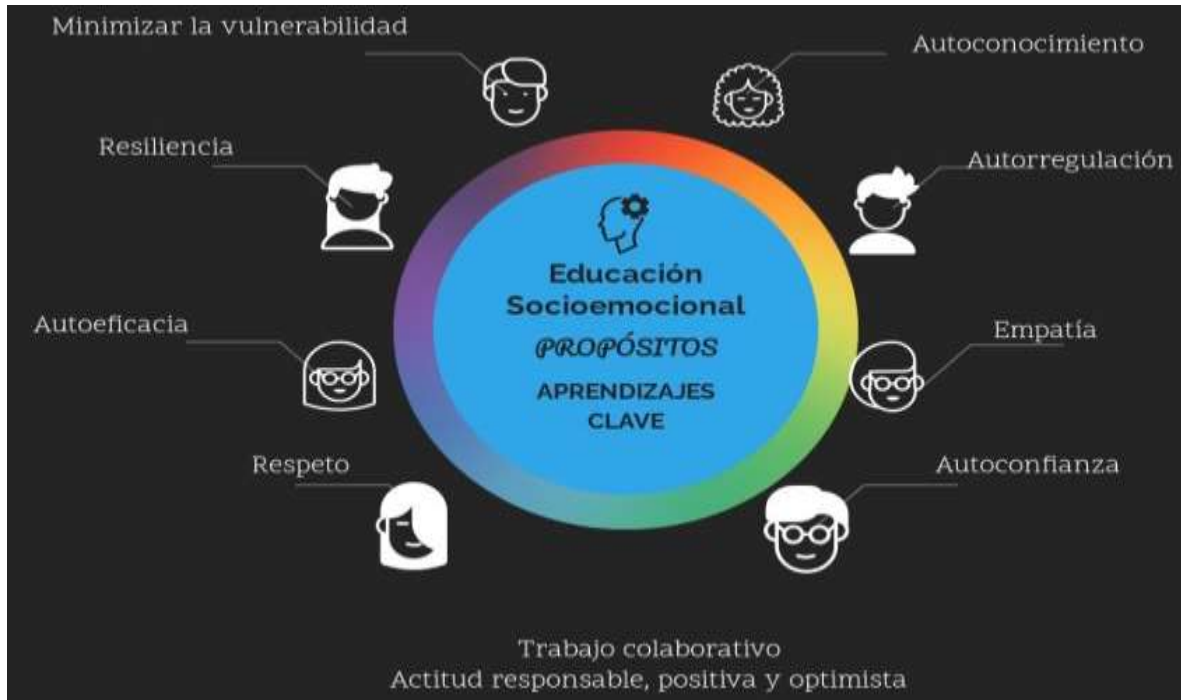 Minimizar la vulnerabilidad
Autoconocimiento
Resiliencia
Autorregulación
Educación
Socioemocional
PROPÓSITOS
APRENDIZAJES
CLAVE
Autoeficacia
Empatía
Respeto
Autoconfianza
Trabajo colaborativo
Actitud responsable, positiva y optimista